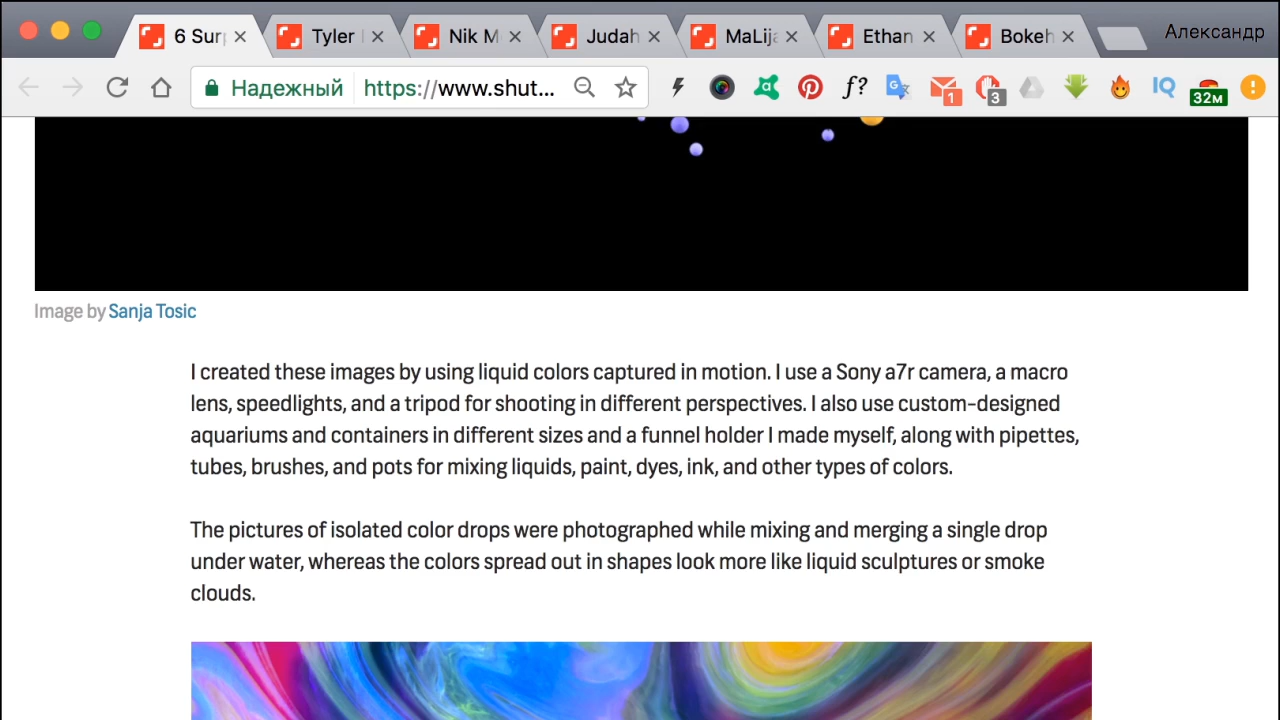 6 Sur
Tyler
Nik M
Judah
MaLija
Ethan
Bokeh
Александр
Надежный
https://www.shut...
f?
1
3
IQ
32м
Image by Sanja Tosic
I created these images by using liquid colors captured in motion. I use a Sony a7r camera, a macro
lens, speedlights, and a tripod for shooting in different perspectives. I also use custom-designed
aquariums and containers in different sizes and a funnel holder I made myself, along with pipettes,
tubes, brushes, and pots for mixing liquids, paint, dyes, ink, and other types of colors.
The pictures of isolated color drops were photographed while mixing and merging a single drop
under water, whereas the colors spread out in shapes look more like liquid sculptures or smoke
clouds.